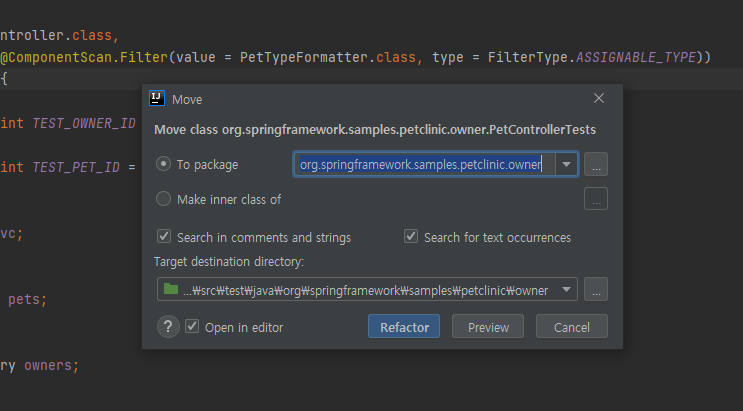 ntroller.class,
@ComponentScan.Filter(value = PetTypeFormatter.class, type = FilterType.ASSIGNABLE_TYPE))
{
IJ Move
Move class org.springframework.samples.petclinic.owner.PetControllerTests
int TEST_OWNER_ID
To package org.springframework.samples.petclinic.owner ...
int TEST_PET_ID =
Make inner class of ...
vc;
Search in comments and strings Search for text occurrences
Target destination directory:
...₩src₩test₩java₩org₩springframework₩samples₩petclinic₩owner ...
pets;
? Open in editor Refactor Preview Cancel
ry owners;